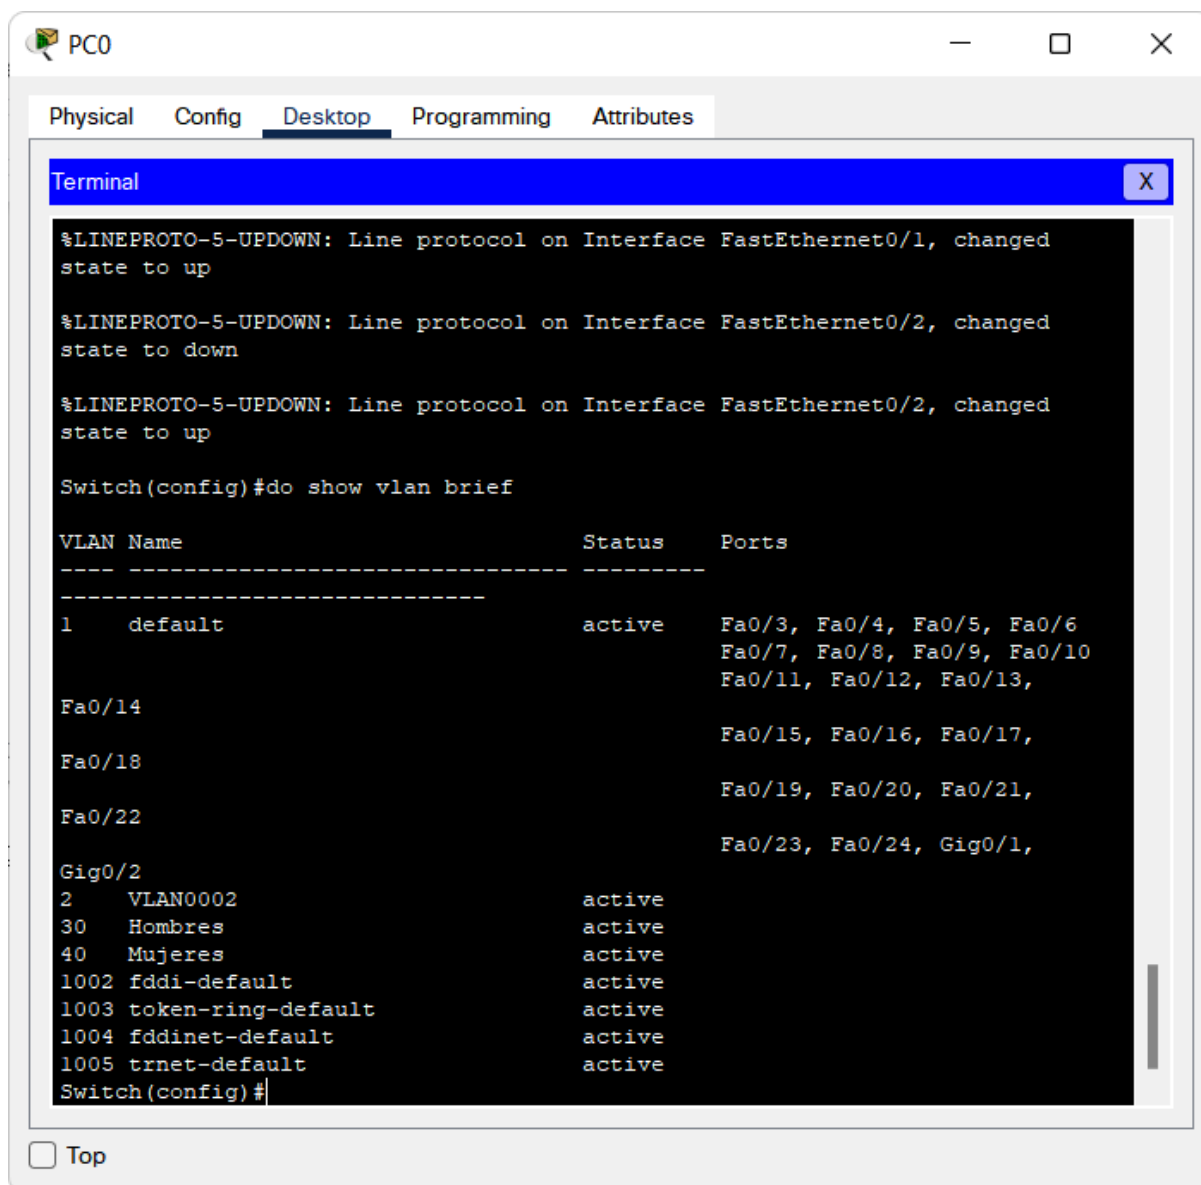 PC0
Physical Config Desktop Programming Attributes
Terminal
X
%LINEPROTO-5-UPDOWN: Line protocol on Interface FastEthernet0/1, changed
state to up
%LINEPROTO-5-UPDOWN: Line protocol on Interface FastEthernet0/2, changed
state to down
%LINEPROTO-5-UPDOWN: Line protocol on Interface FastEthernet0/2, changed
state to up
Switch(config)#do show vlan brief
VLAN Name Status Ports
---- -------------------------------- ---------
-------------------------------
1 default active Fa0/3, Fa0/4, Fa0/5, Fa0/6
Fa0/7, Fa0/8, Fa0/9, Fa0/10
Fa0/11, Fa0/12, Fa0/13,
Fa0/14
Fa0/15, Fa0/16, Fa0/17,
Fa0/18
Fa0/19, Fa0/20, Fa0/21,
Fa0/22
Fa0/23, Fa0/24, Gig0/1,
Gig0/2
2 VLAN0002 active
30 Hombres active
40 Mujeres active
1002 fddi-default active
1003 token-ring-default active
1004 fddinet-default active
1005 trnet-default active
Switch(config)#
Top